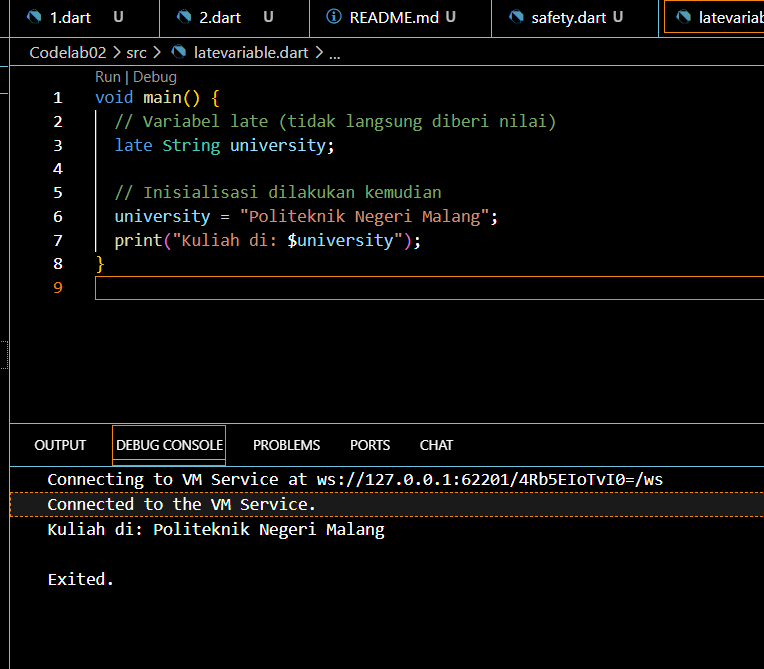 1.dart U 2.dart U README.md U safety.dart U latevariab
Codelab02 > src > latevariable.dart > ...
Run | Debug
1 void main() {
2 // Variabel late (tidak langsung diberi nilai)
3 late String university;
4
5 // Inisialisasi dilakukan kemudian
6 university = "Politeknik Negeri Malang";
7 print("Kuliah di: $university");
8 }
9
OUTPUT DEBUG CONSOLE PROBLEMS PORTS CHAT
Connecting to VM Service at ws://127.0.0.1:62201/4Rb5EIoTvI0=/ws
Connected to the VM Service.
Kuliah di: Politeknik Negeri Malang
Exited.